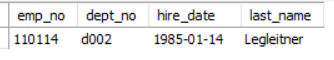 emp_no dept_no hire_date last_name
110114 d002 1985-01-14 Legleitner